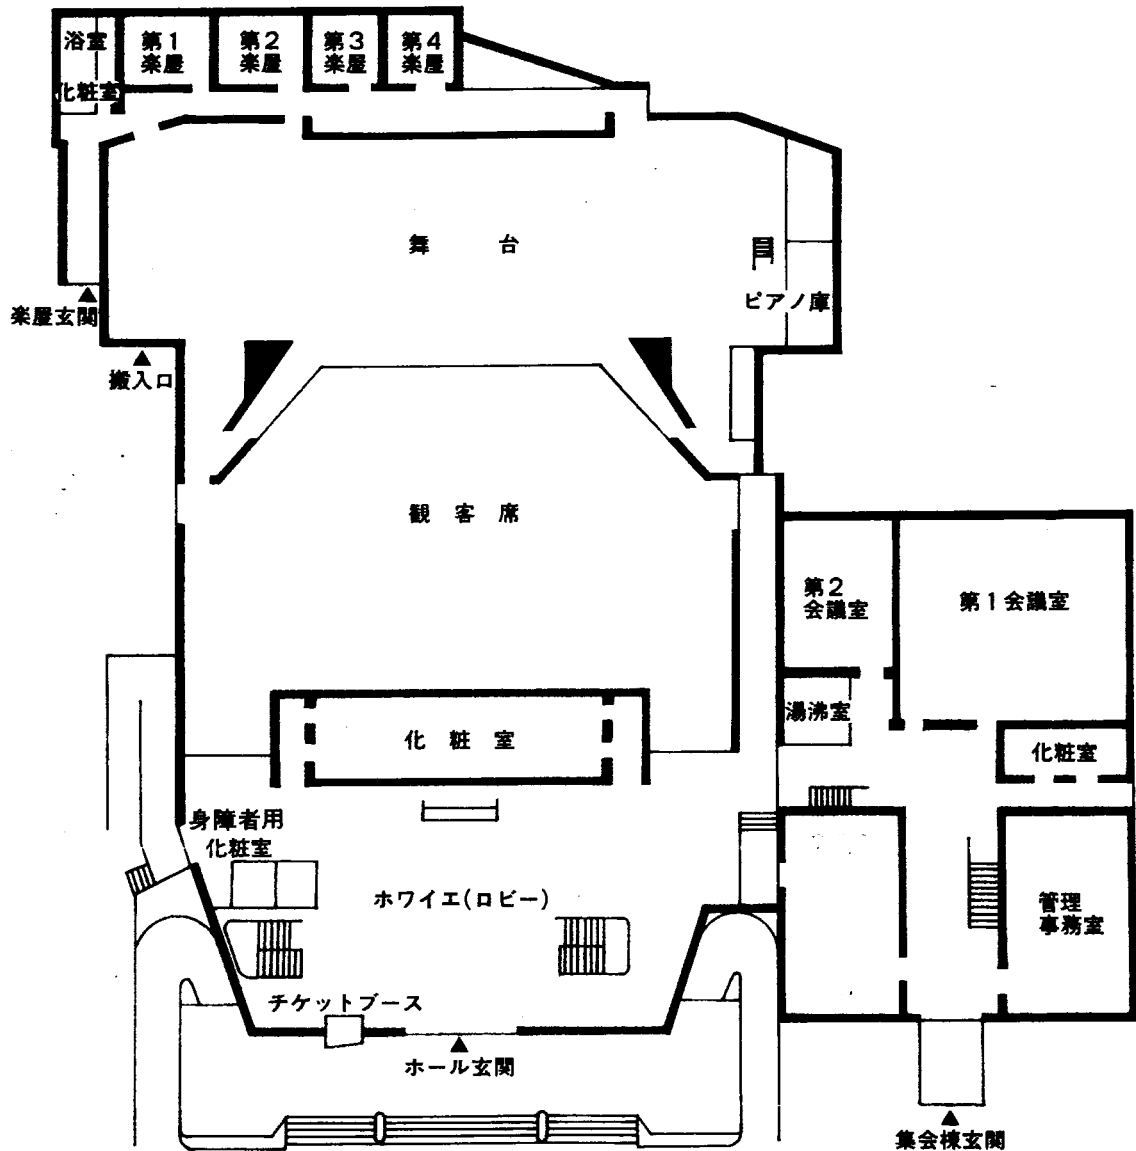 浴室
化粧室
第1
楽屋
第2
楽屋
第3
楽屋
第4
楽屋
舞台
ピアノ庫
楽屋玄関
搬入口
観客席
第2
会議室
第1会議室
湯沸室
化粧室
化粧室
身障者用
化粧室
ホワイエ(ロビー)
管理
事務室
チケットブース
ホール玄関
集会棟玄関